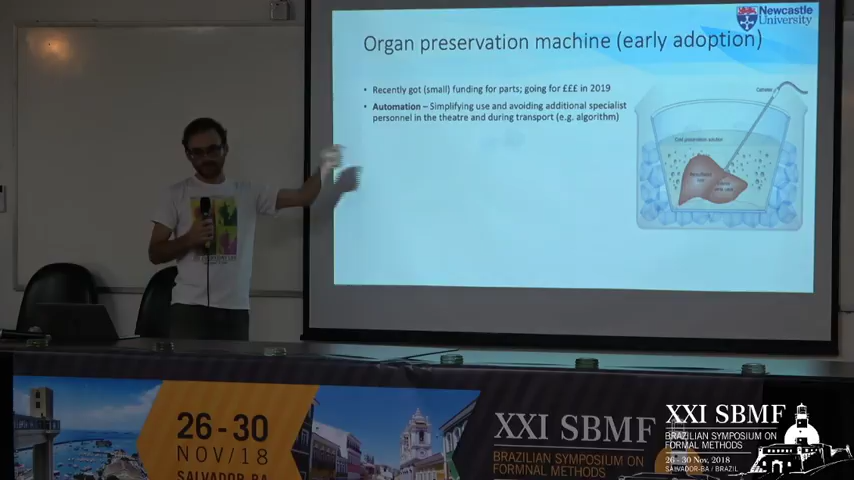 Newcastle
University
Organ preservation machine (early adoption)
• Recently got (small) funding for parts; going for £££ in 2019
• Automation – Simplifying use and avoiding additional specialist
personnel in the theatre and during transport (e.g. algorithm)
Cold preservation solution
26-30
NOV/18
SALVADOR-BA
XXI SBMF
BRAZILIAN SYMPOSIUM ON
FORMNAL METHODS
XXI SBMF
BRAZILIAN SYMPOSIUM ON
FORMAL METHODS
26 - 30 Nov, 2018
SALVADOR-BA / BRAZIL